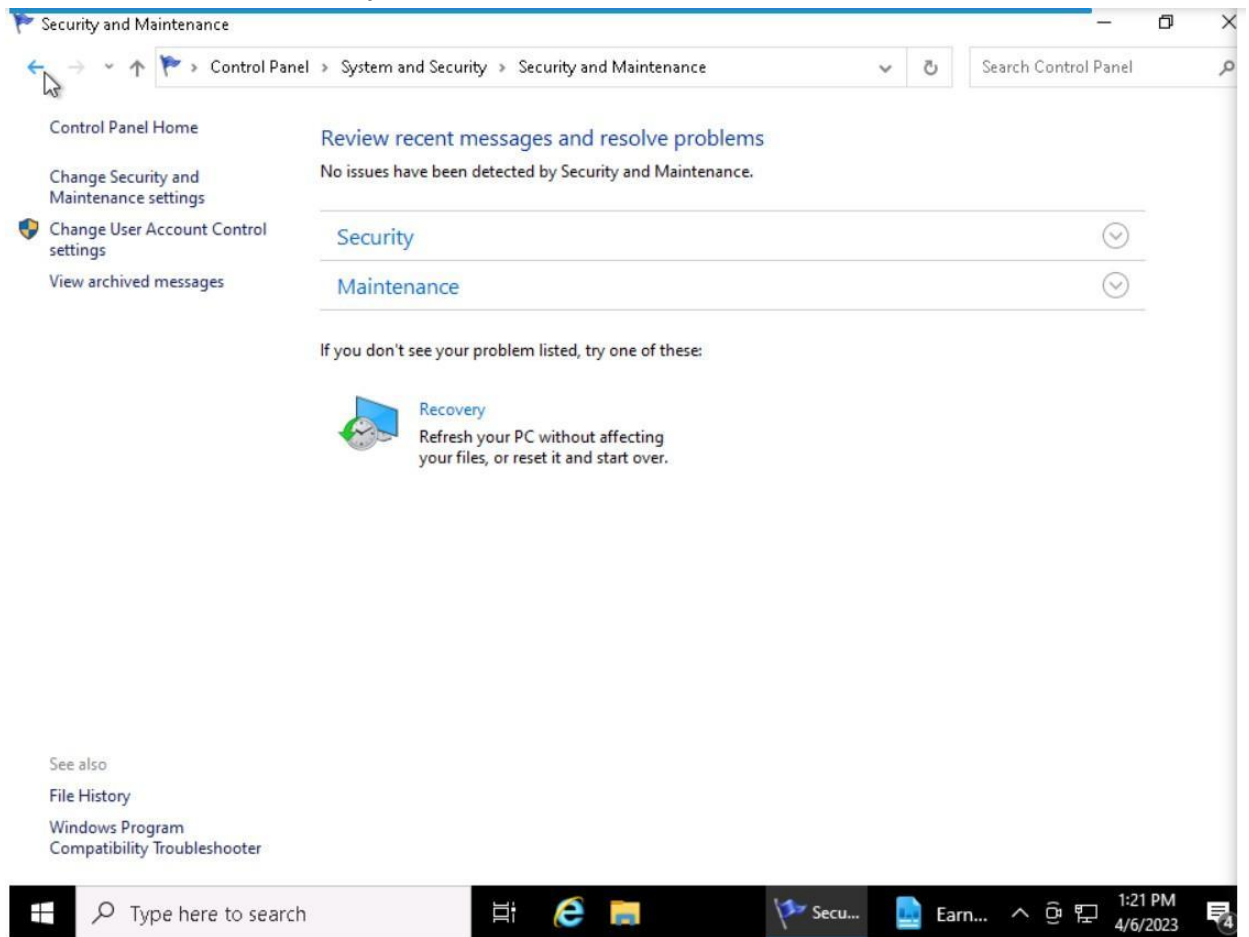 Security and Maintenance
Control Panel > System and Security > Security and Maintenance
Search Control Panel
Control Panel Home
Change Security and
Maintenance settings
Change User Account Control
settings
View archived messages
Review recent messages and resolve problems
No issues have been detected by Security and Maintenance.
Security
Maintenance
If you don't see your problem listed, try one of these:
Recovery
Refresh your PC without affecting
your files, or reset it and start over.
See also
File History
Windows Program
Compatibility Troubleshooter
Type here to search
Secu...
Earn...
1:21 PM
4/6/2023
4